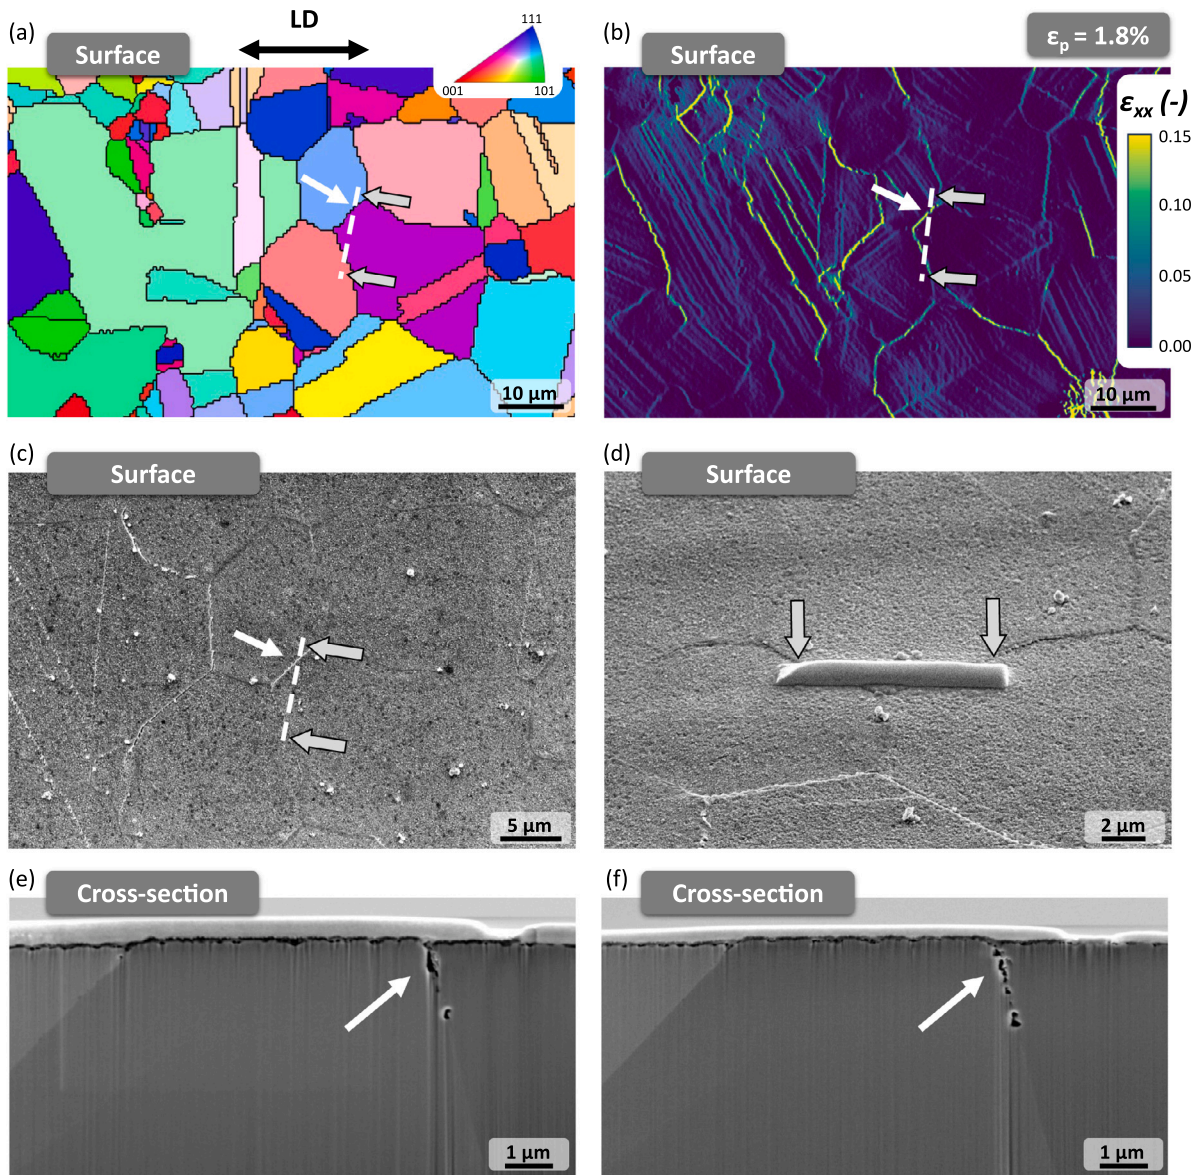 (a)
Surface
LD
111
001
101
10 μm
(b)
Surface
εp = 1.8%
εxx (-)
0.15
0.10
0.05
0.00
10 μm
(c)
Surface
5 μm
(d)
Surface
2 μm
(e)
Cross-section
1 μm
(f)
Cross-section
1 μm